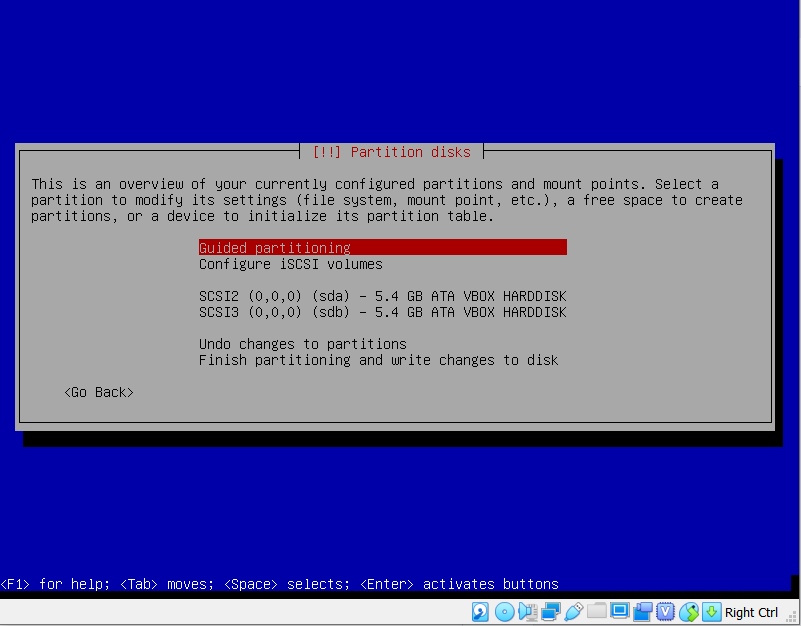 [!!] Partition disks
This is an overview of your currently configured partitions and mount points. Select a
partition to modify its settings (file system, mount point, etc.), a free space to create
partitions, or a device to initialize its partition table.
Guided partitioning
Configure iSCSI volumes
SCSI2 (0,0,0) (sda) - 5.4 GB ATA VBOX HARDDISK
SCSI3 (0,0,0) (sdb) - 5.4 GB ATA VBOX HARDDISK
Undo changes to partitions
Finish partitioning and write changes to disk
<Go Back>
<F1> for help; <Tab> moves; <Space> selects; <Enter> activates buttons
V
Right Ctrl